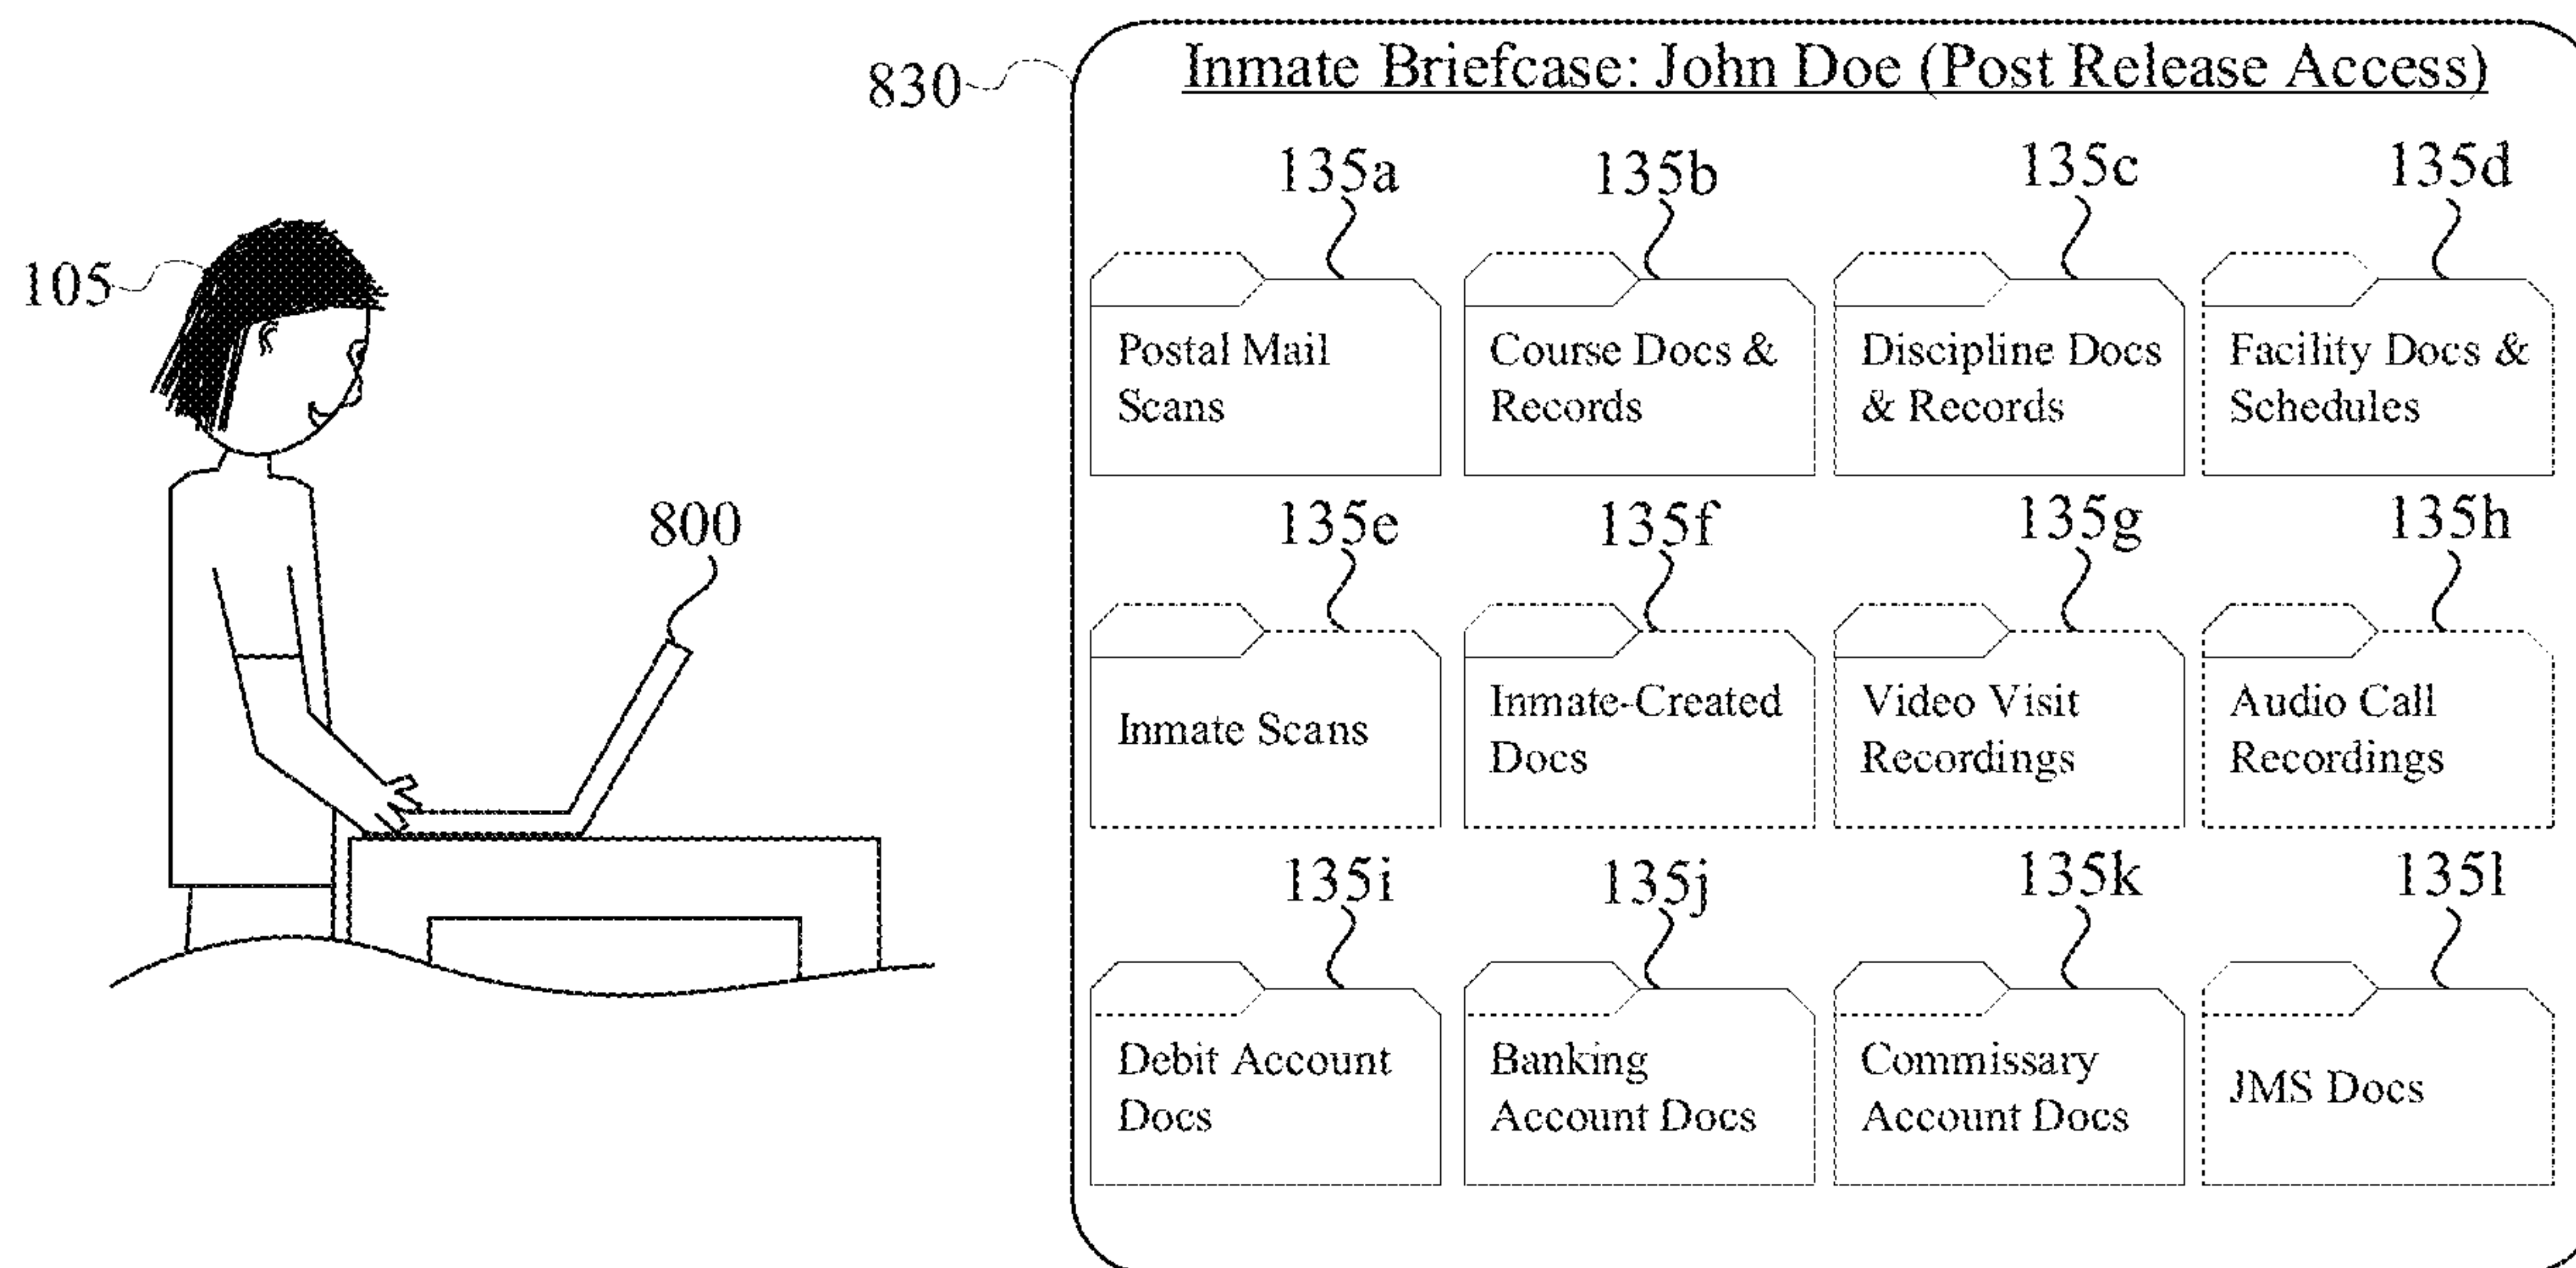 830
Inmate Briefcase: John Doe (Post Release Access)
105
800
135a
135b
135c
135d
Postal Mail
Scans
Course Docs &
Records
Discipline Docs
& Records
Facility Docs &
Schedules
135e
135f
135g
135h
Inmate Scans
Inmate-Created
Docs
Video Visit
Recordings
Audio Call
Recordings
135i
135j
135k
135l
Debit Account
Docs
Banking
Account Docs
Commissary
Account Docs
JMS Docs